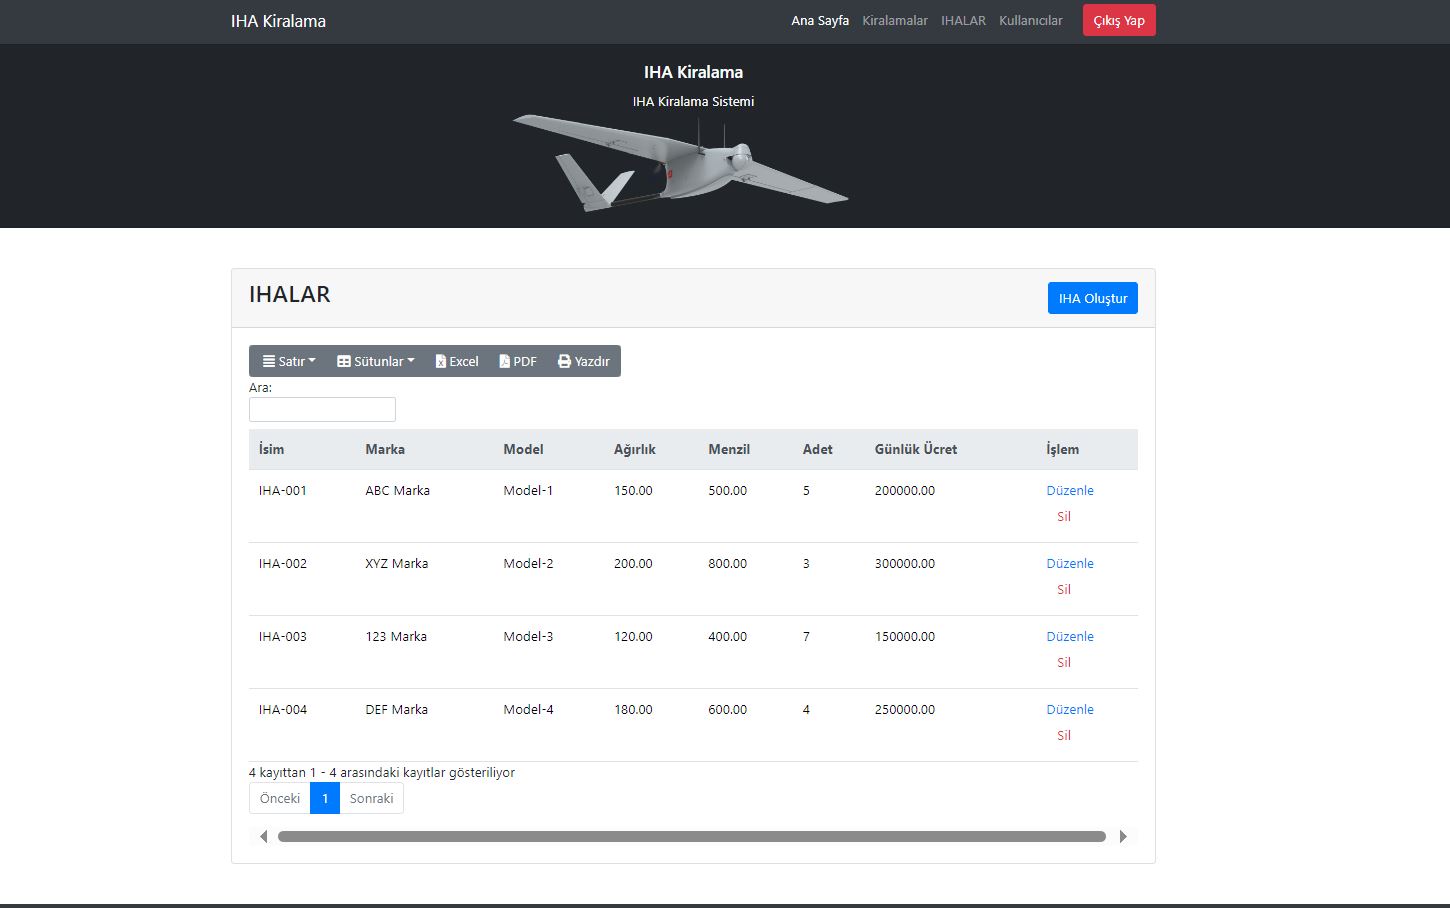 IHA Kiralama
Ana Sayfa Kiralamalar IHALAR Kullanıcılar Çıkış Yap
IHA Kiralama
IHA Kiralama Sistemi
IHALAR
IHA Oluştur
Satır Sütunlar Excel PDF Yazdır
Ara:
İsim Marka Model Ağırlık Menzil Adet Günlük Ücret İşlem
IHA-001 ABC Marka Model-1 150.00 500.00 5 200000.00 Düzenle
Sil
IHA-002 XYZ Marka Model-2 200.00 800.00 3 300000.00 Düzenle
Sil
IHA-003 123 Marka Model-3 120.00 400.00 7 150000.00 Düzenle
Sil
IHA-004 DEF Marka Model-4 180.00 600.00 4 250000.00 Düzenle
Sil
4 kayıttan 1 - 4 arasındaki kayıtlar gösteriliyor
Önceki 1 Sonraki